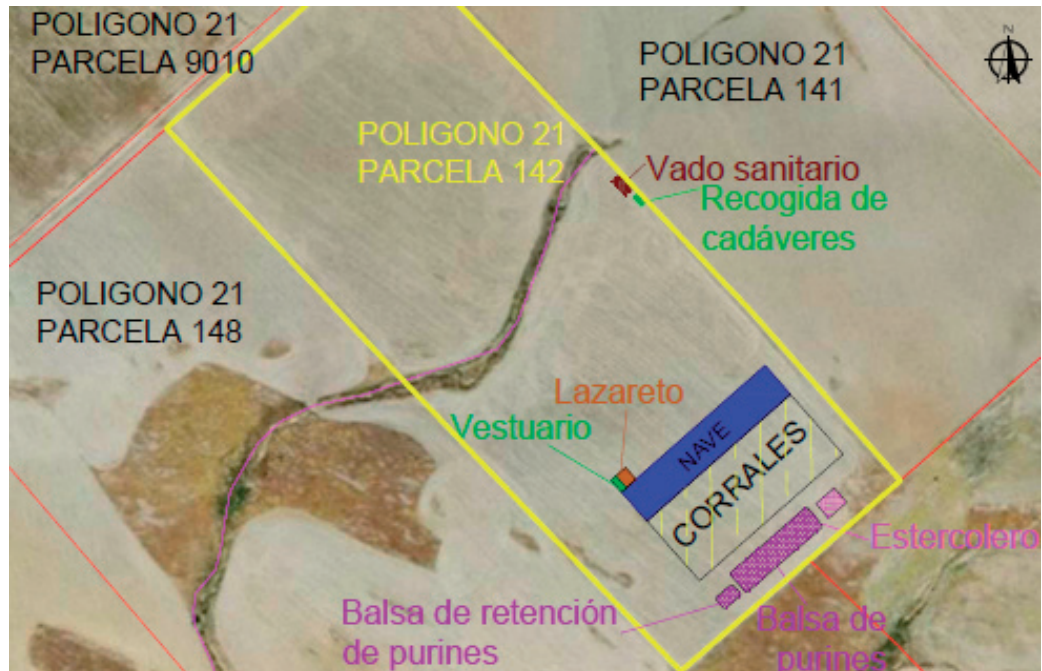 POLIGONO 21
PARCELA 9010
POLIGONO 21
PARCELA 141
N
POLIGONO 21
PARCELA 142
Vado sanitario
Recogida de
cadáveres
POLIGONO 21
PARCELA 148
Lazareto
Vestuario
NAVE
CORRALES
Estercolero
Balsa de retención
de purines
Balsa de
purines